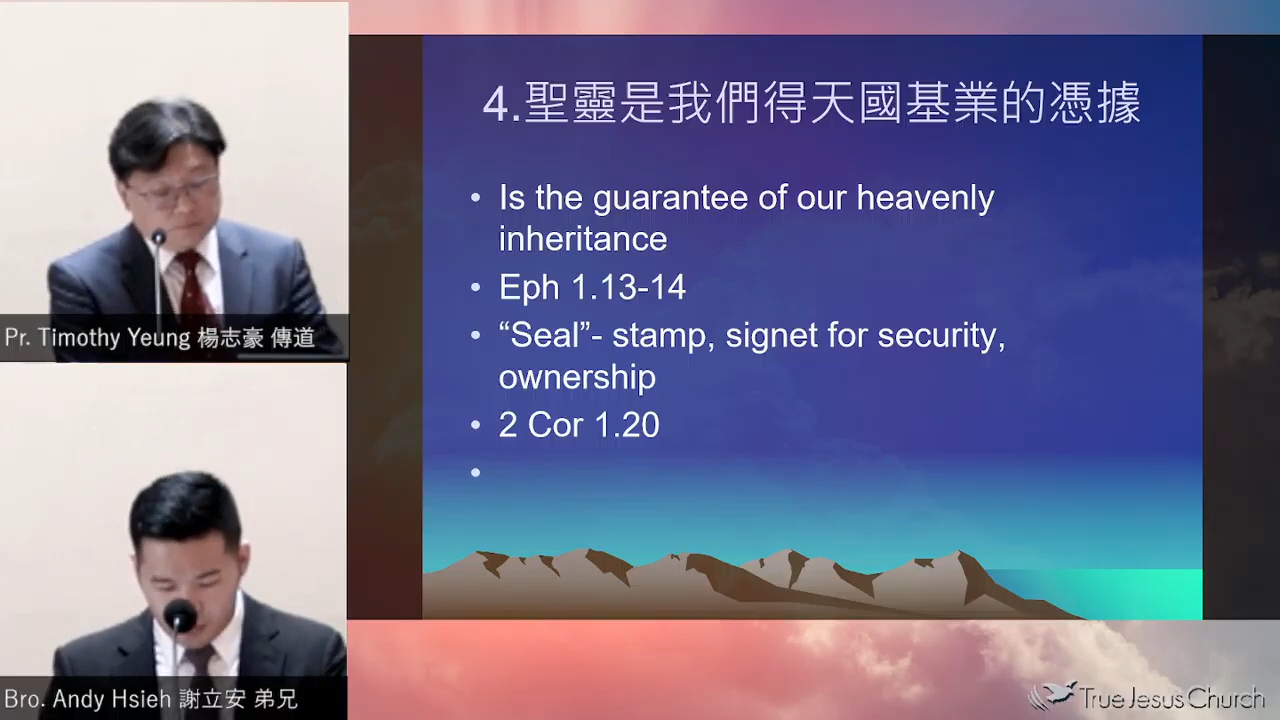 4.聖靈是我們得天國基業的憑據
• Is the guarantee of our heavenly
inheritance
• Eph 1.13-14
• “Seal”- stamp, signet for security,
ownership
• 2 Cor 1.20
•
Pr. Timothy Yeung 楊志豪 傳道
Bro. Andy Hsieh 謝立安 弟兄
True Jesus Church